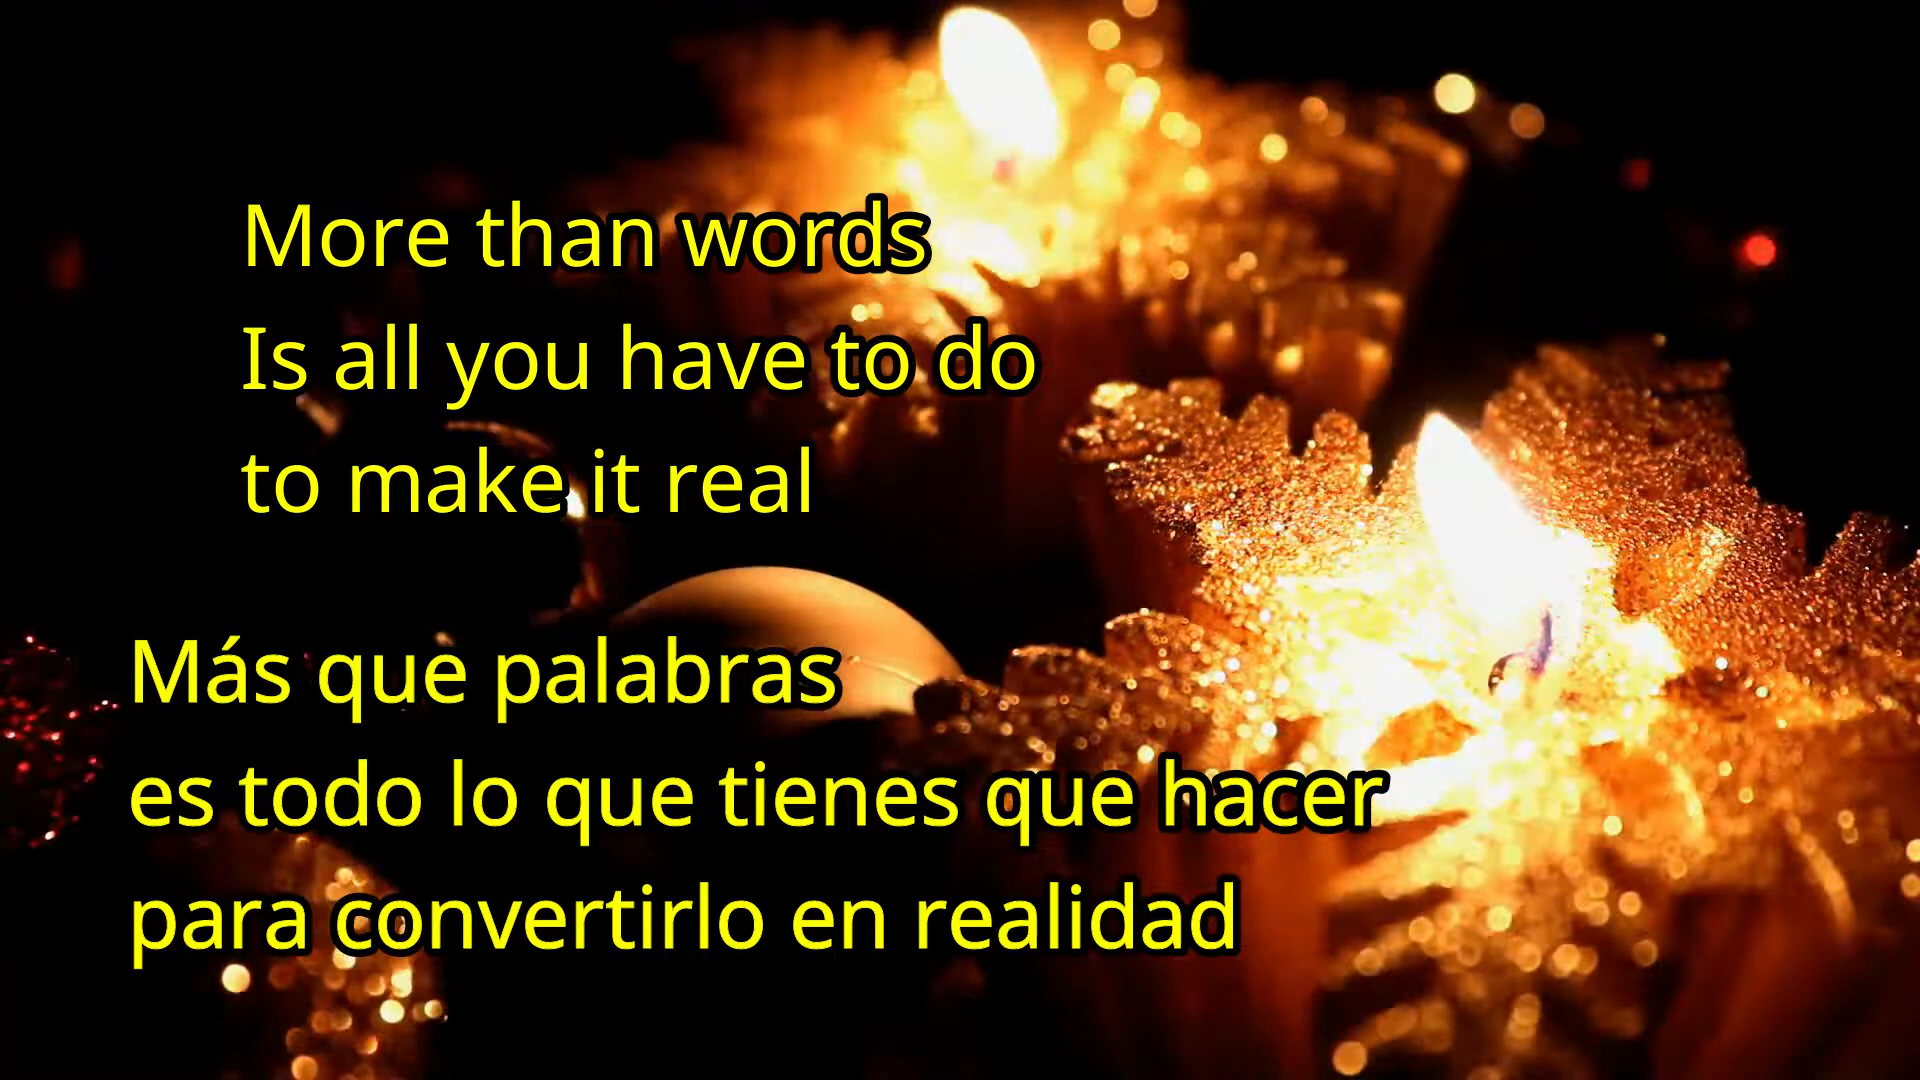 More than words
Is all you have to do
to make it real
Más que palabras
es todo lo que tienes que hacer
para convertirlo en realidad